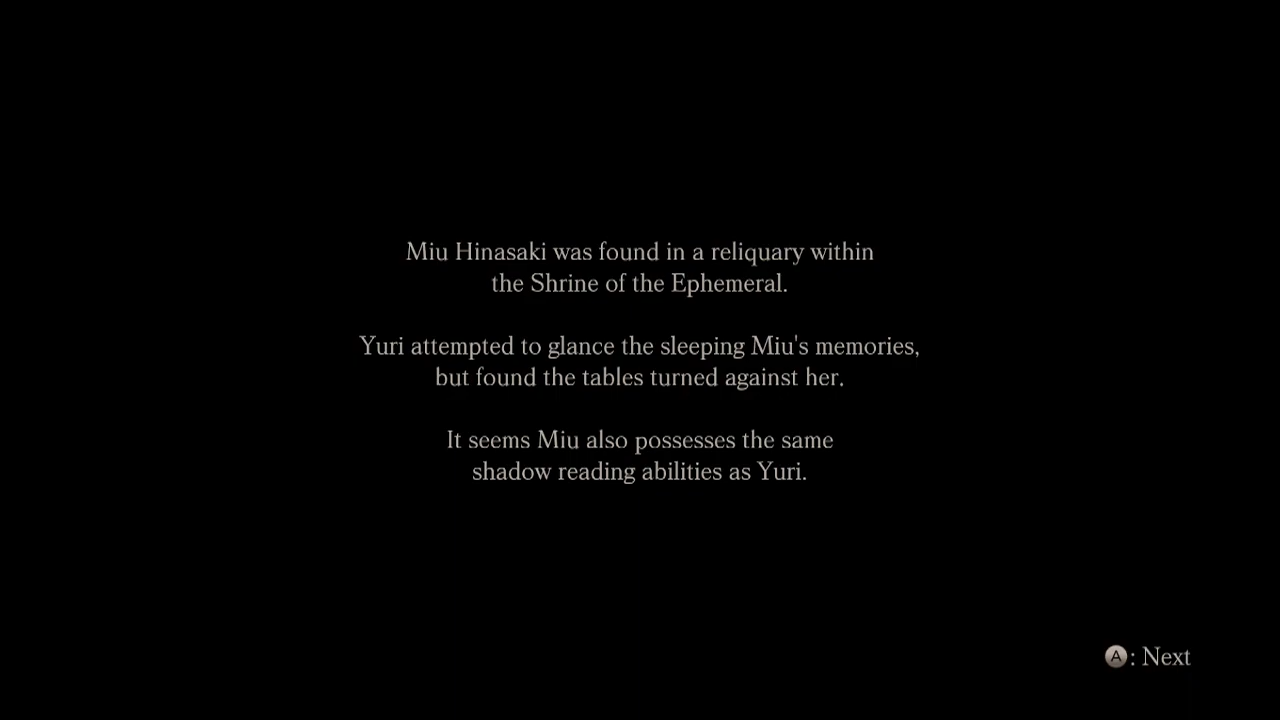 Miu Hinasaki was found in a reliquary within
the Shrine of the Ephemeral.
Yuri attempted to glance the sleeping Miu's memories,
but found the tables turned against her.
It seems Miu also possesses the same
shadow reading abilities as Yuri.
A: Next